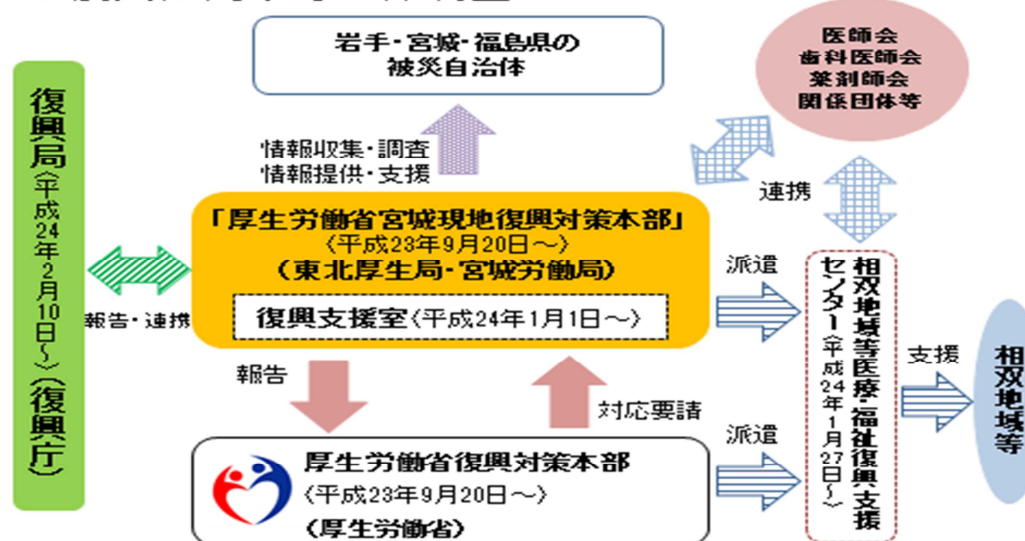 岩手・宮城・福島県の
被災自治体
医師会
歯科医師会
薬剤師会
関係団体等
復興局(平成24年2月10日~)(復興庁)
情報収集・調査
情報提供・支援
連携
「厚生労働省宮城現地復興対策本部」
(平成23年9月20日~)
(東北厚生局・宮城労働局)
復興支援室(平成24年1月1日~)
報告・連携
派遣
相双地域等医療・福祉復興支援
センター(平成24年1月27日~)
支援
相双地域等
報告
対応要請
派遣
厚生労働省復興対策本部
(平成23年9月20日~)
(厚生労働省)